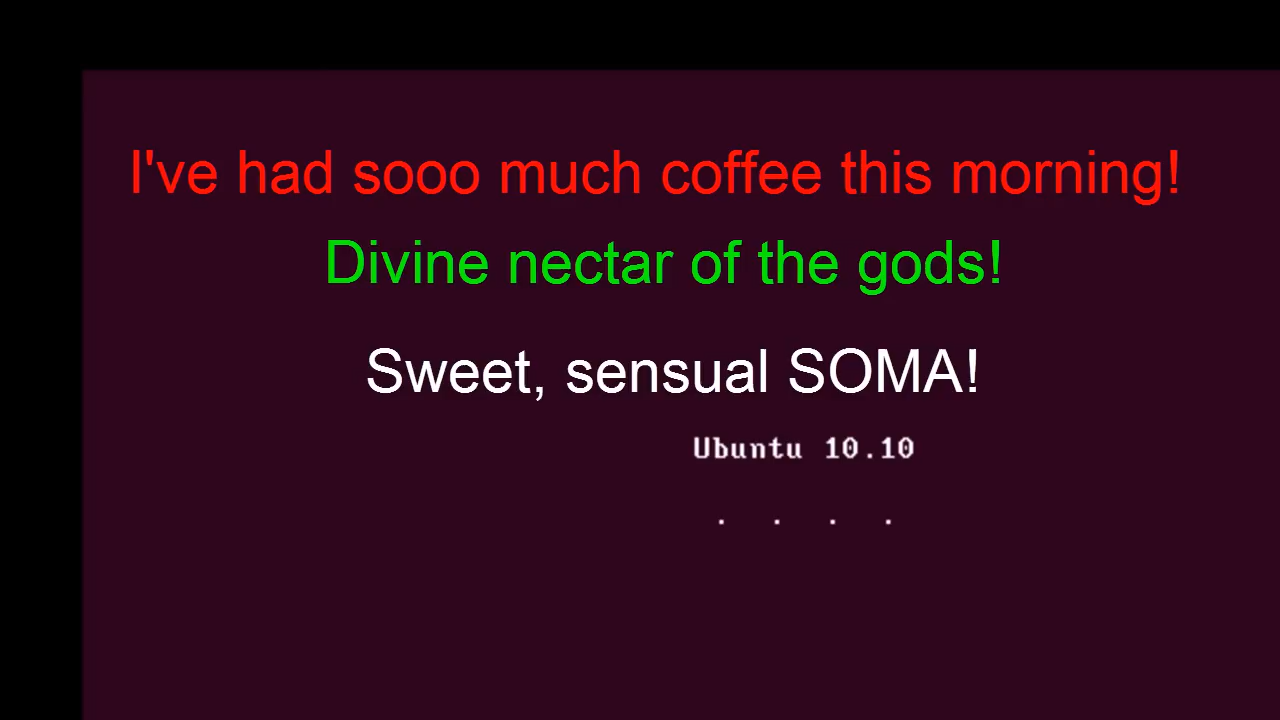 I've had sooo much coffee this morning!
Divine nectar of the gods!
Sweet, sensual SOMA!
Ubuntu 10.10
. . . .